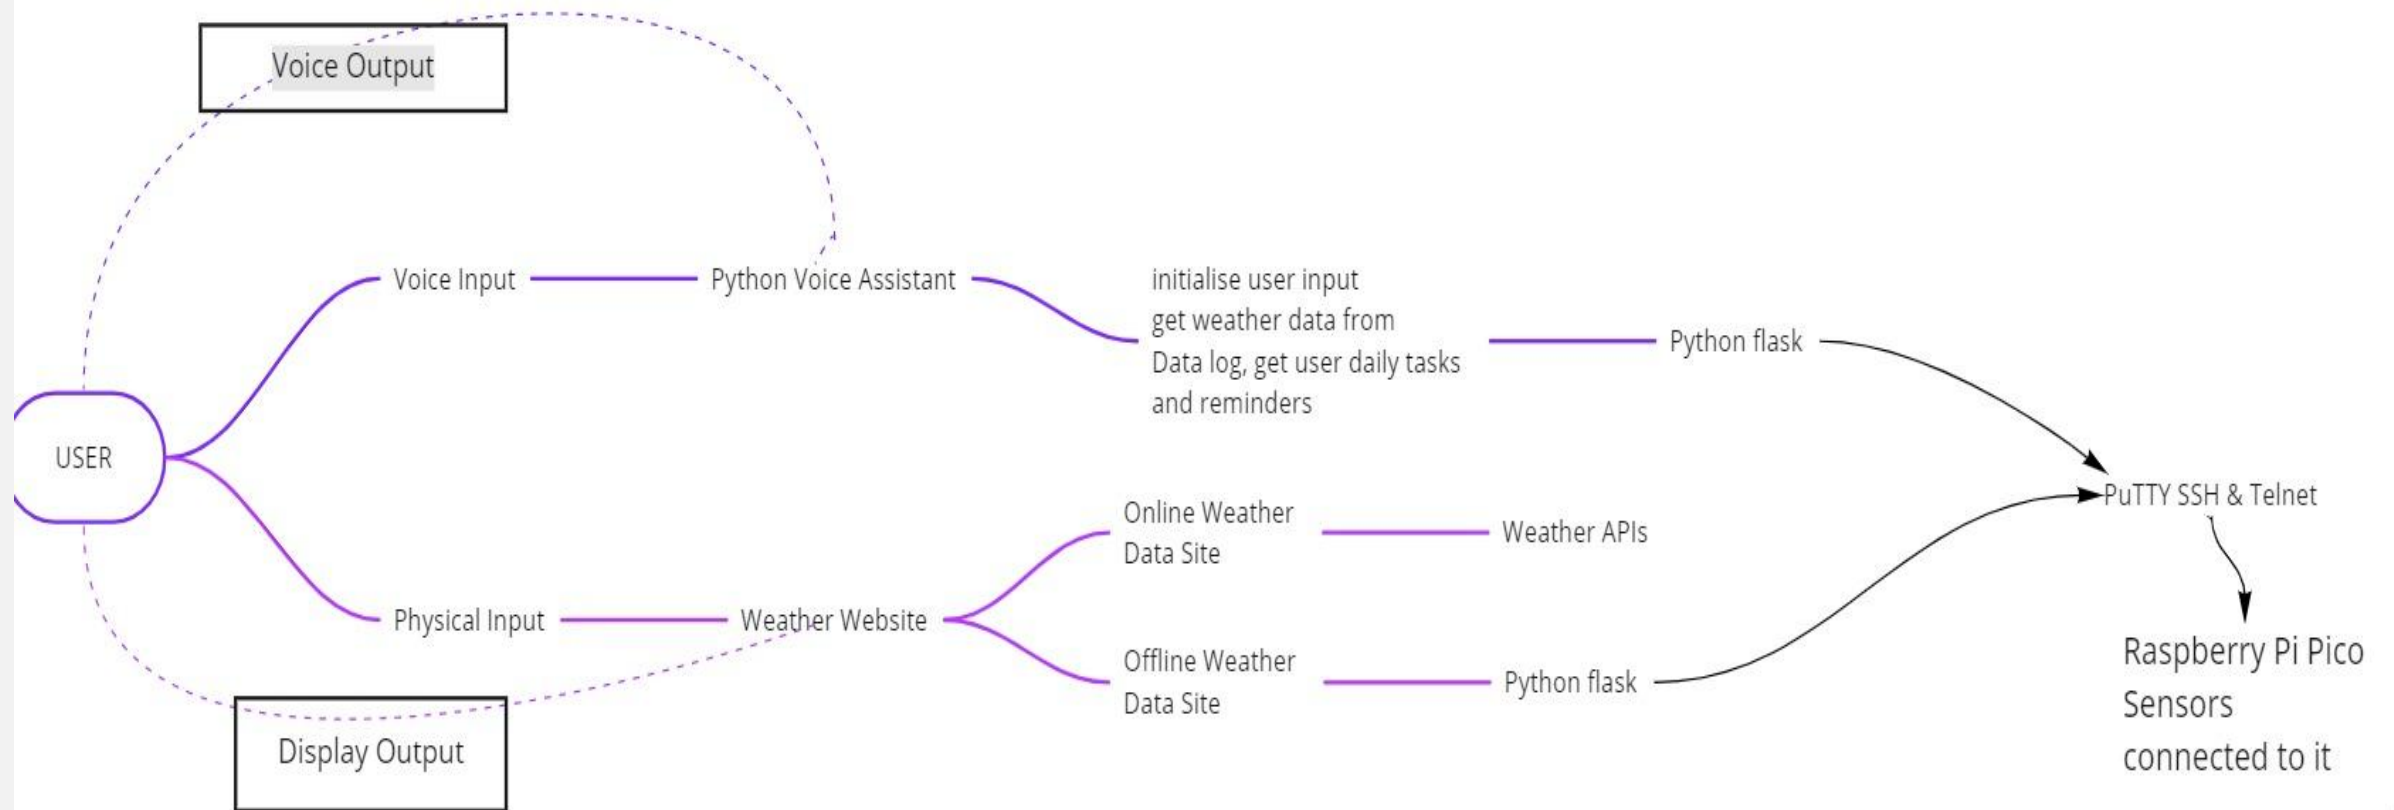 Voice Output
Voice Input
Python Voice Assistant
initialise user input
get weather data from
Data log, get user daily tasks
and reminders
Python flask
USER
PuTTY SSH & Telnet
Online Weather
Data Site
Weather APIs
Physical Input
Weather Website
Offline Weather
Data Site
Python flask
Raspberry Pi Pico
Sensors
connected to it
Display Output